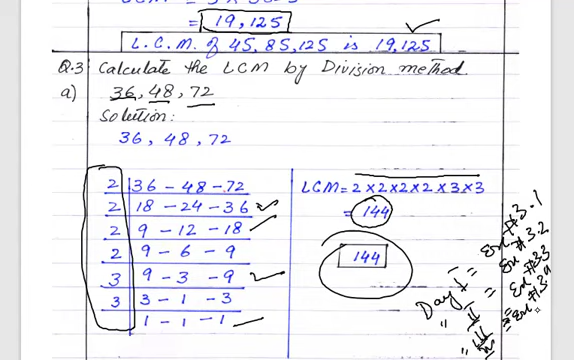 = 19,125
L.C.M. of 45, 85, 125 is 19,125
Q.3 Calculate the LCM by Division method.
a) 36, 48, 72
Solution:
36, 48, 72
2 | 36 - 48 - 72
2 | 18 - 24 - 36
2 | 9 - 12 - 18
2 | 9 - 6 - 9
3 | 9 - 3 - 9
3 | 3 - 1 - 3
1 - 1 - 1
LCM = 2×2×2×2×3×3
= 144
144
Day I = Ex # 3.1
" II = Ex # 3.2
Ex # 3.3
" III = Ex # 3.4